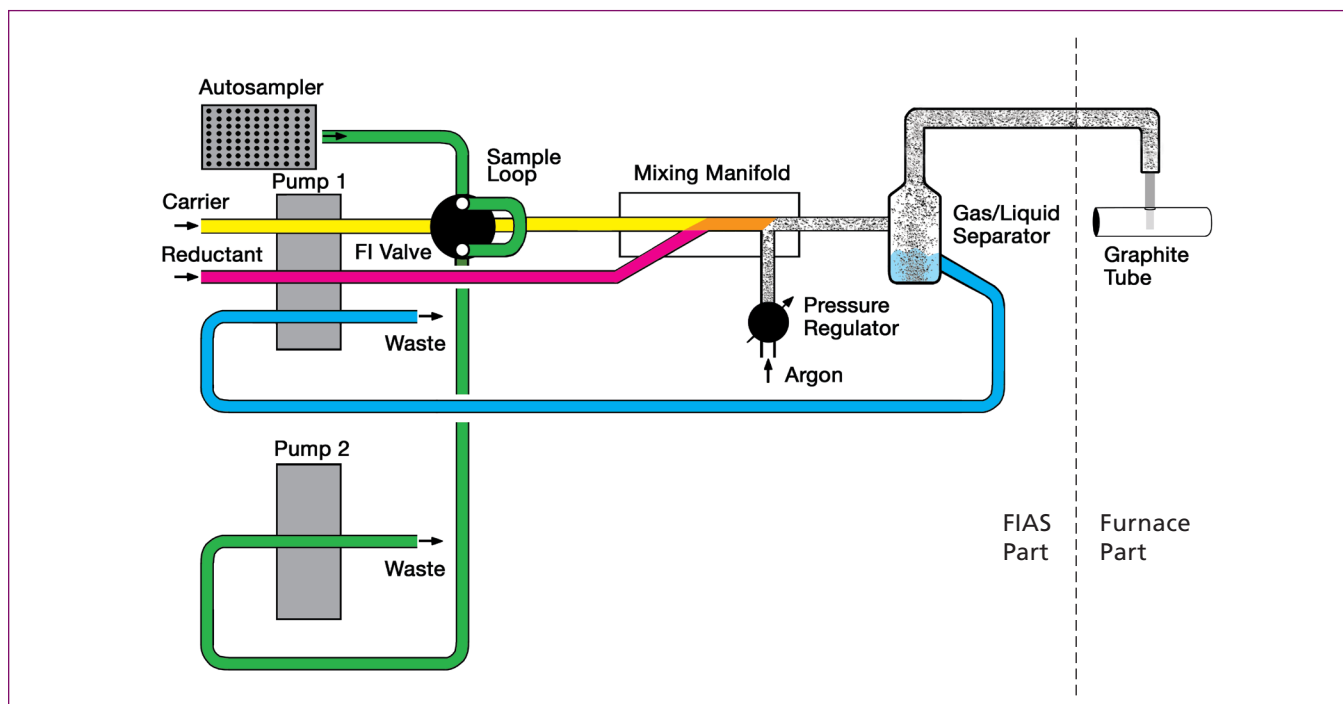 Autosampler
Pump 1
Sample
Loop
Mixing Manifold
Carrier
FI Valve
Reductant
Gas/Liquid
Separator
Graphite
Tube
Pressure
Regulator
Waste
Argon
Pump 2
Waste
FIAS
Part
Furnace
Part